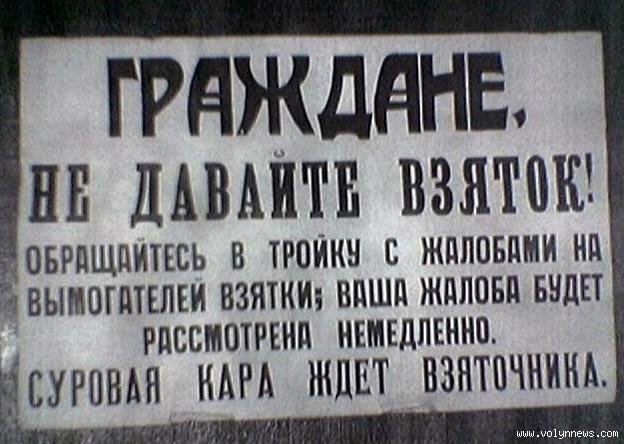 ГРАЖДАНЕ,
НЕ ДАВАЙТЕ ВЗЯТОК!
ОБРАЩАЙТЕСЬ В ТРОЙКУ С ЖАЛОБАМИ НА
ВЫМОГАТЕЛЕЙ ВЗЯТКИ; ВАША ЖАЛОБА БУДЕТ
РАССМОТРЕНА НЕМЕДЛЕННО.
СУРОВАЯ КАРА ЖДЕТ ВЗЯТОЧНИКА.
www.volynnews.com